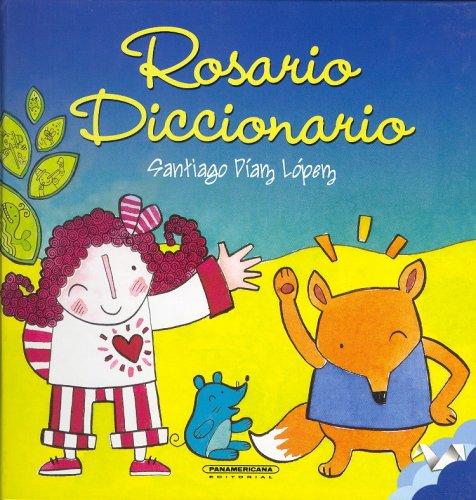 Rosario
Diccionario
Santiago Díaz López
PANAMERICANA
EDITORIAL